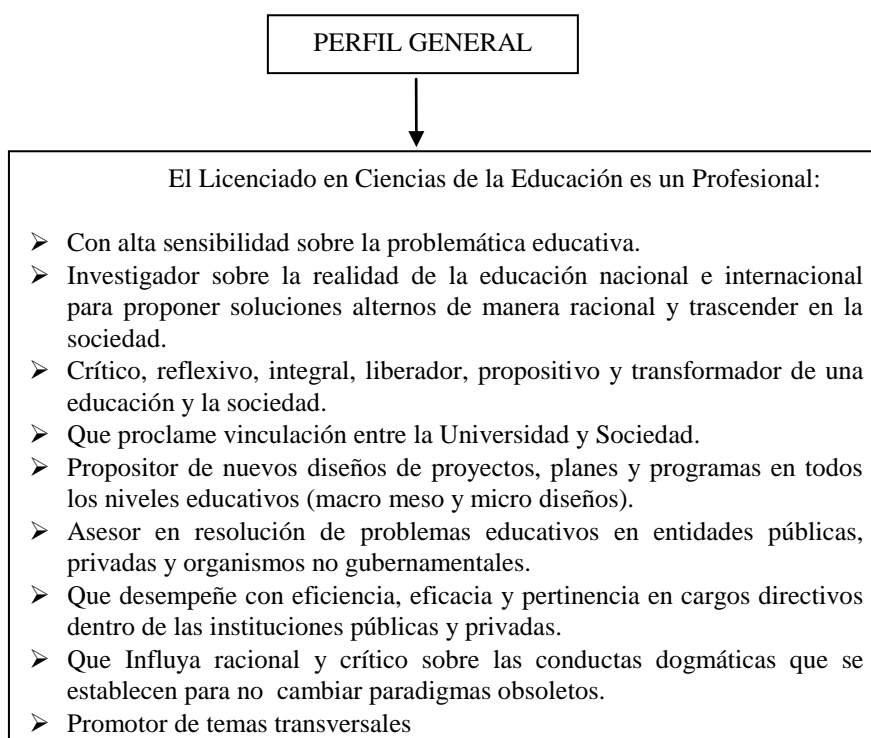 PERFIL GENERAL
El Licenciado en Ciencias de la Educación es un Profesional:
➢ Con alta sensibilidad sobre la problemática educativa.
➢ Investigador sobre la realidad de la educación nacional e internacional
para proponer soluciones alternos de manera racional y trascender en la
sociedad.
➢ Crítico, reflexivo, integral, liberador, propositivo y transformador de una
educación y la sociedad.
➢ Que proclame vinculación entre la Universidad y Sociedad.
➢ Propositor de nuevos diseños de proyectos, planes y programas en todos
los niveles educativos (macro meso y micro diseños).
➢ Asesor en resolución de problemas educativos en entidades públicas,
privadas y organismos no gubernamentales.
➢ Que desempeñe con eficiencia, eficacia y pertinencia en cargos directivos
dentro de las instituciones públicas y privadas.
➢ Que Influya racional y crítico sobre las conductas dogmáticas que se
establecen para no cambiar paradigmas obsoletos.
➢ Promotor de temas transversales